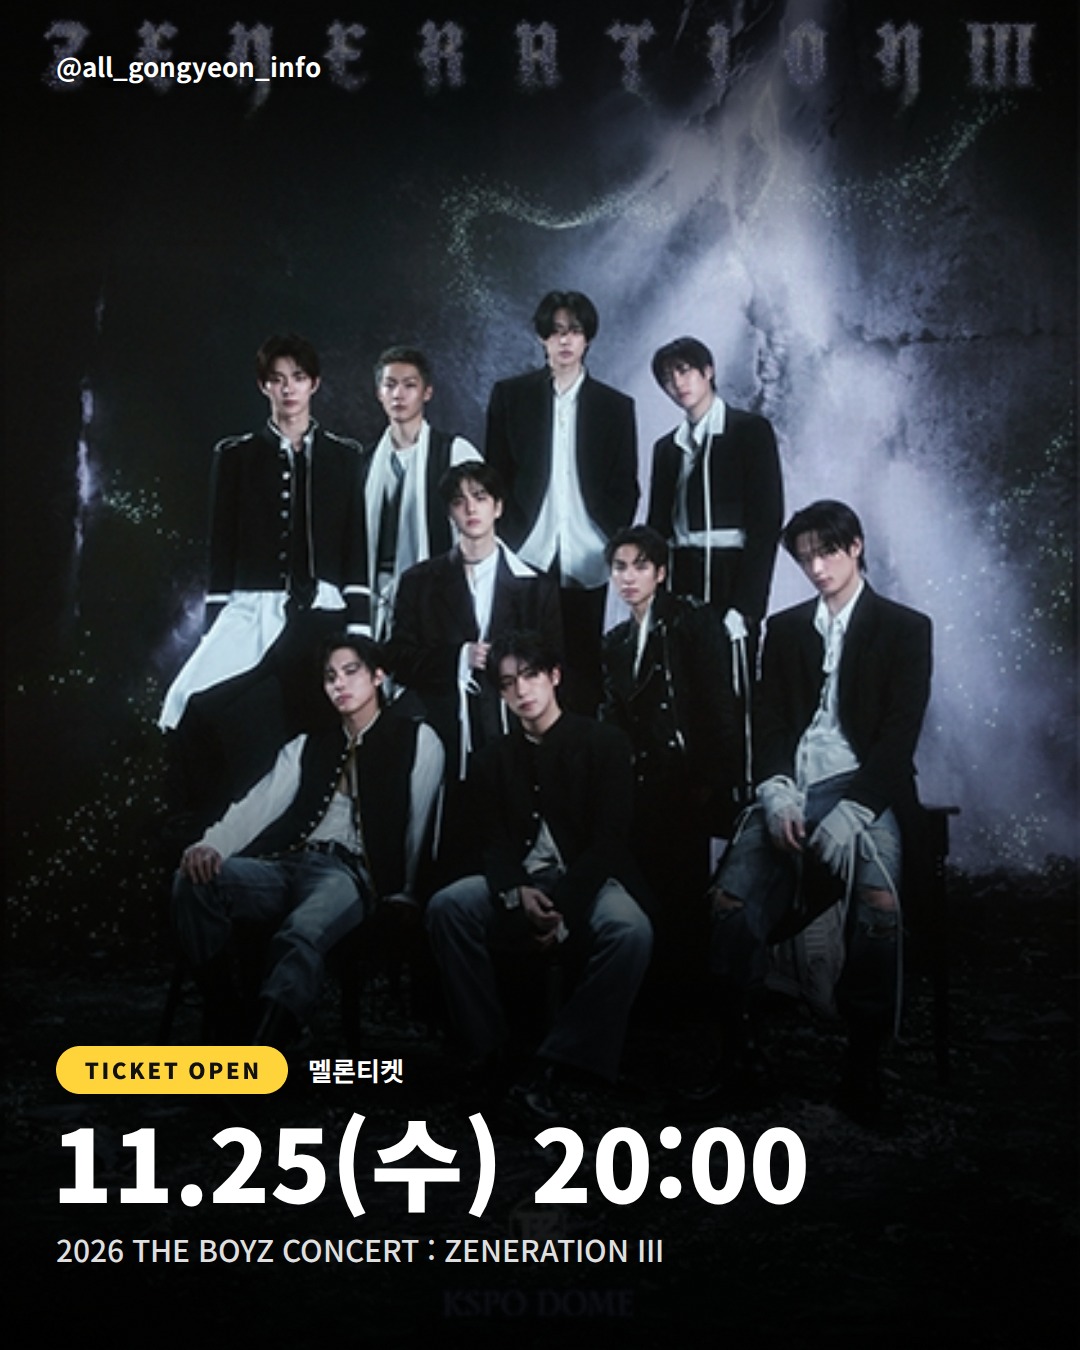 ZENERATION III
@all_gongyeon_info
TICKET OPEN 멜론티켓
11.25(수) 20:00
2026 THE BOYZ CONCERT : ZENERATION III
KSPO DOME